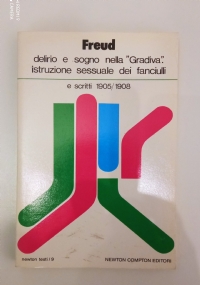 Freud
delirio e sogno nella "Gradiva".
istruzione sessuale dei fanciulli
e scritti 1905/1908
NEWTON COMPTON EDITORI